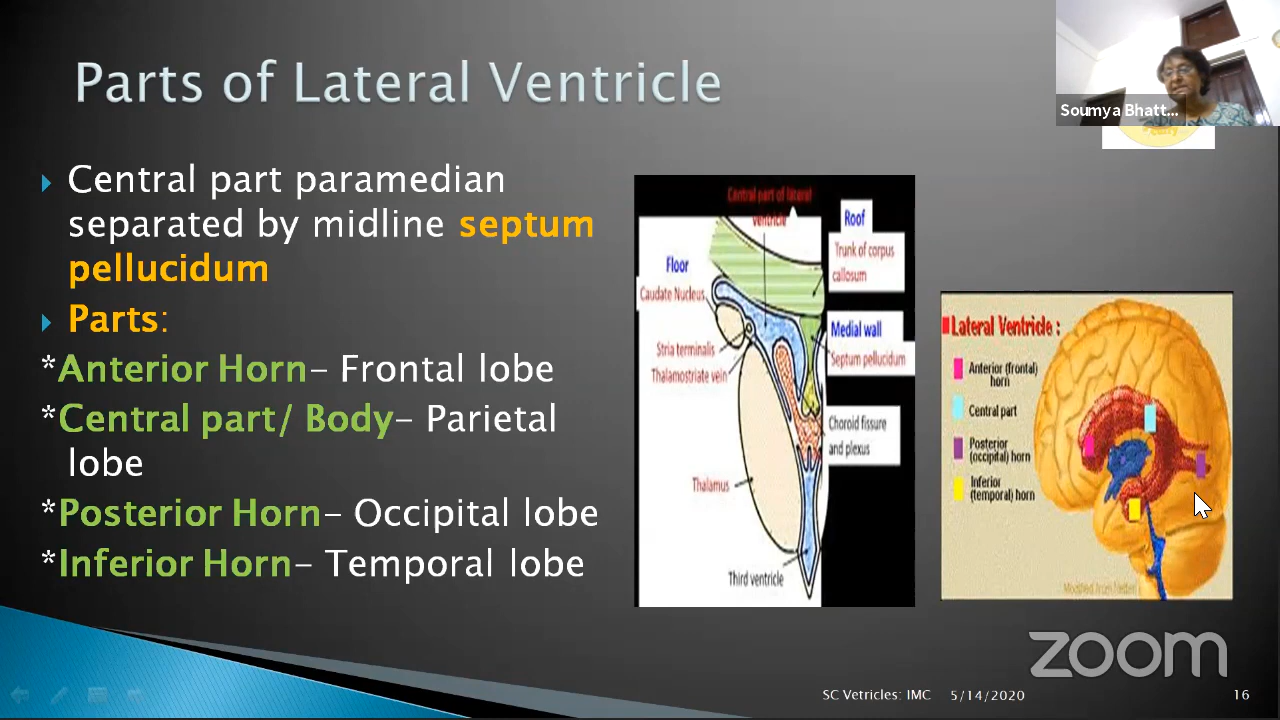 Parts of Lateral Ventricle
Soumya Bhatt...
Central part paramedian
separated by midline septum
pellucidum
Parts:
*Anterior Horn- Frontal lobe
*Central part/ Body- Parietal
lobe
*Posterior Horn- Occipital lobe
*Inferior Horn- Temporal lobe
Central part of lateral
ventricle
Roof
Trunk of corpus
callosum
Floor
Caudate Nucleus
Medial wall
Septum pellucidum
Stria terminalis
Thalamostriate vein
Choroid fissure
and plexus
Thalamus
Third ventricle
Lateral Ventricle :
Anterior (frontal)
horn
Central part
Posterior
(occipital) horn
Inferior
(temporal) horn
Modified from Netter
zoom
SC Vetricles: IMC 5/14/2020 16